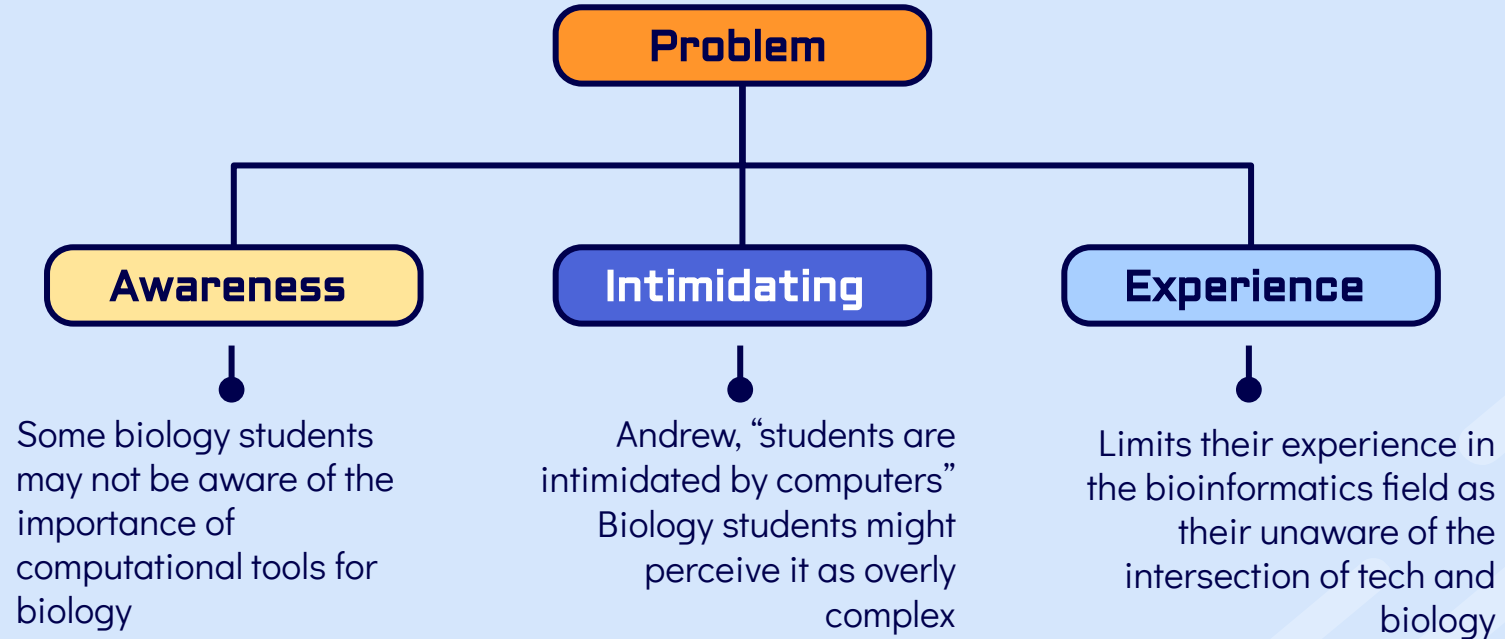 Problem
Awareness
Intimidating
Experience
Some biology students
may not be aware of the
importance of
computational tools for
biology
Andrew, “students are
intimidated by computers”
Biology students might
perceive it as overly
complex
Limits their experience in
the bioinformatics field as
their unaware of the
intersection of tech and
biology